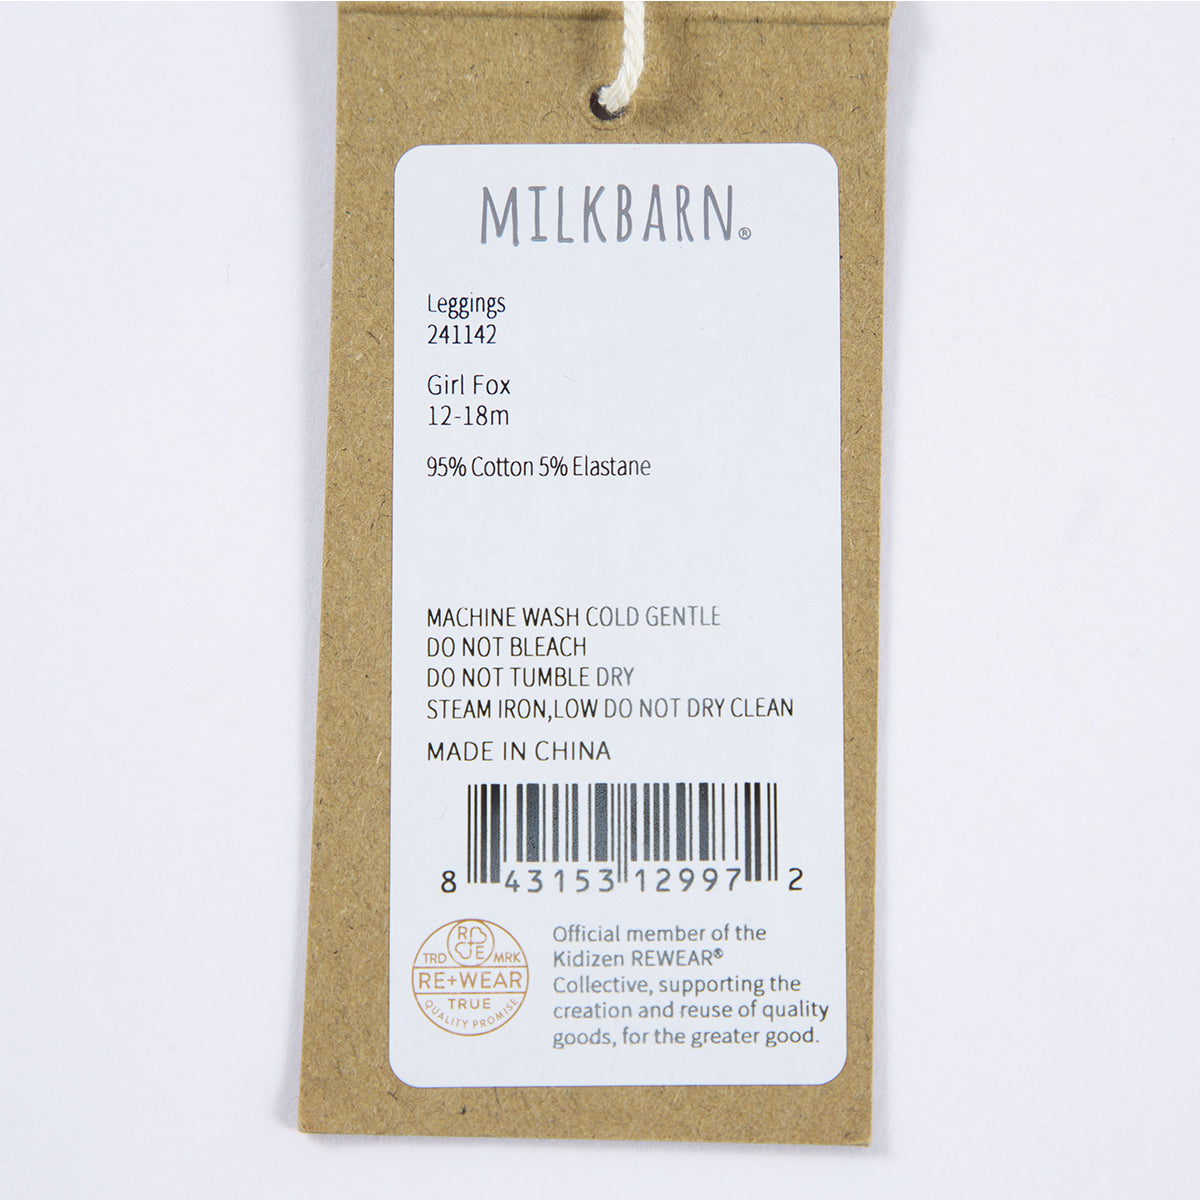 MILKBARN®
Leggings
241142
Girl Fox
12-18m
95% Cotton 5% Elastane
MACHINE WASH COLD GENTLE
DO NOT BLEACH
DO NOT TUMBLE DRY
STEAM IRON,LOW DO NOT DRY CLEAN
MADE IN CHINA
8 43153 12997 2
R
+E
TRD MRK
RE+WEAR
TRUE
QUALITY PROMISE
Official member of the
Kidizen REWEAR®
Collective, supporting the
creation and reuse of quality
goods, for the greater good.